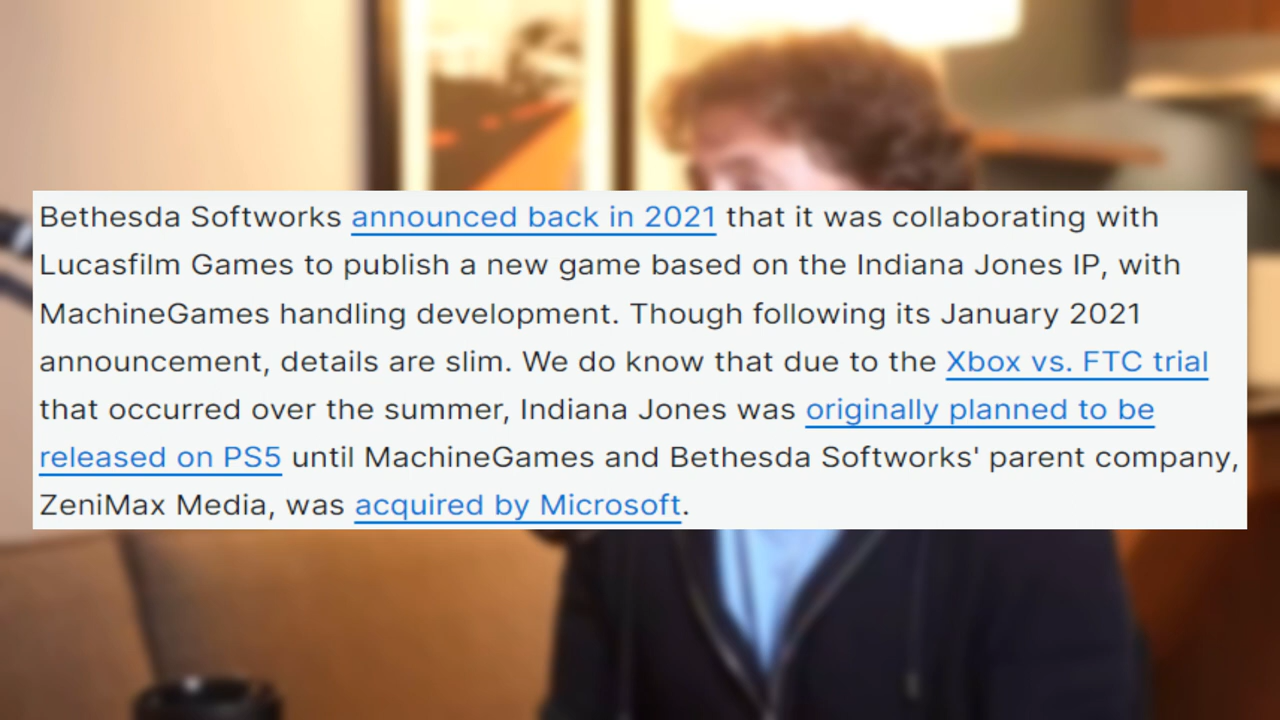 Bethesda Softworks announced back in 2021 that it was collaborating with
Lucasfilm Games to publish a new game based on the Indiana Jones IP, with
MachineGames handling development. Though following its January 2021
announcement, details are slim. We do know that due to the Xbox vs. FTC trial
that occurred over the summer, Indiana Jones was originally planned to be
released on PS5 until MachineGames and Bethesda Softworks' parent company,
ZeniMax Media, was acquired by Microsoft.